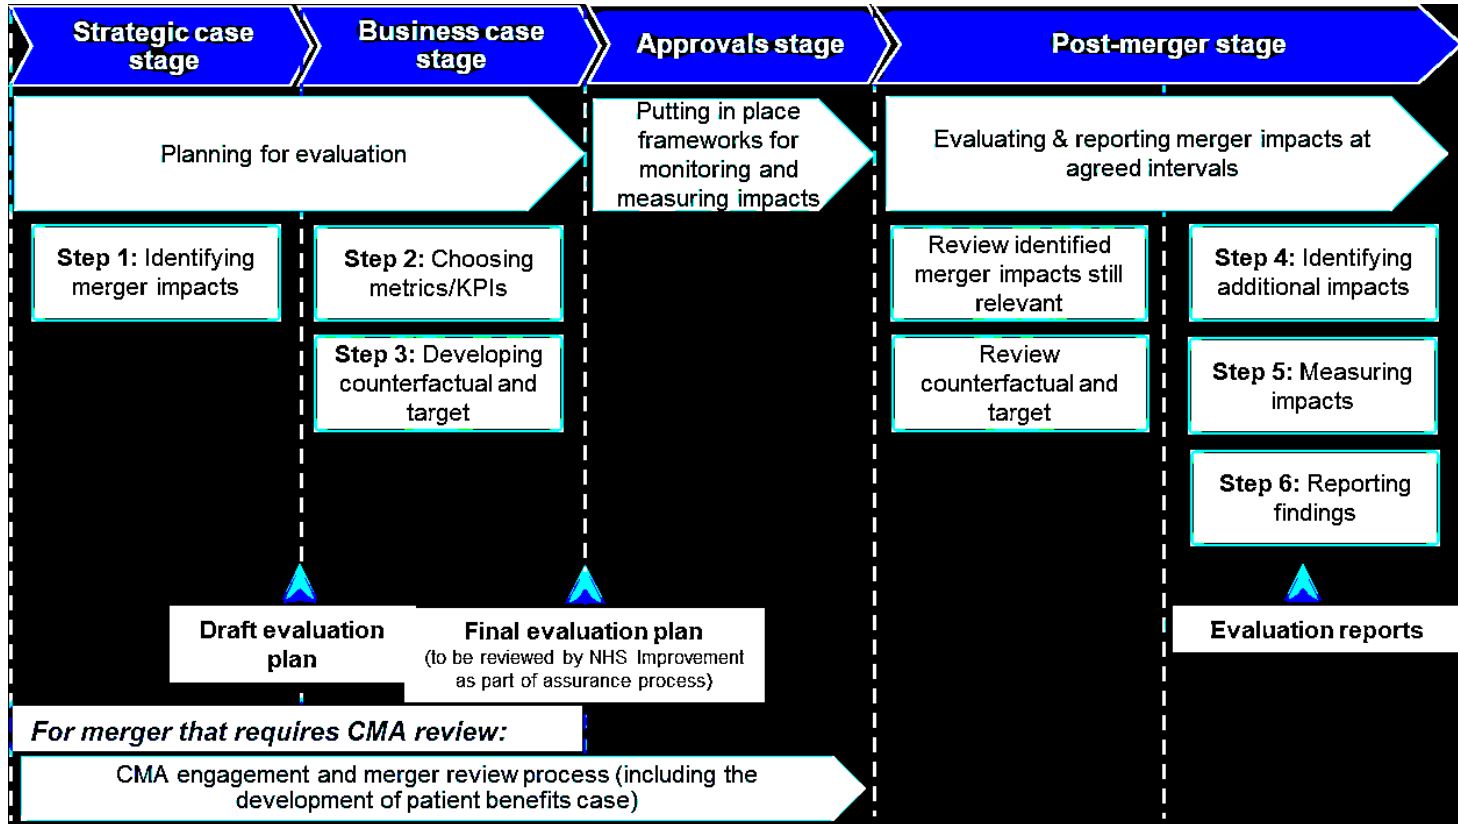 Strategic case
stage
Business case
stage
Approvals stage
Post-merger stage
Planning for evaluation
Putting in place
frameworks for
monitoring and
measuring impacts
Evaluating & reporting merger impacts at
agreed intervals
Step 1: Identifying
merger impacts
Step 2: Choosing
metrics/KPIs
Step 3: Developing
counterfactual and
target
Review identified
merger impacts still
relevant
Review
counterfactual and
target
Step 4: Identifying
additional impacts
Step 5: Measuring
impacts
Step 6: Reporting
findings
Draft evaluation
plan
Final evaluation plan
(to be reviewed by NHS Improvement
as part of assurance process)
Evaluation reports
For merger that requires CMA review:
CMA engagement and merger review process (including the
development of patient benefits case)